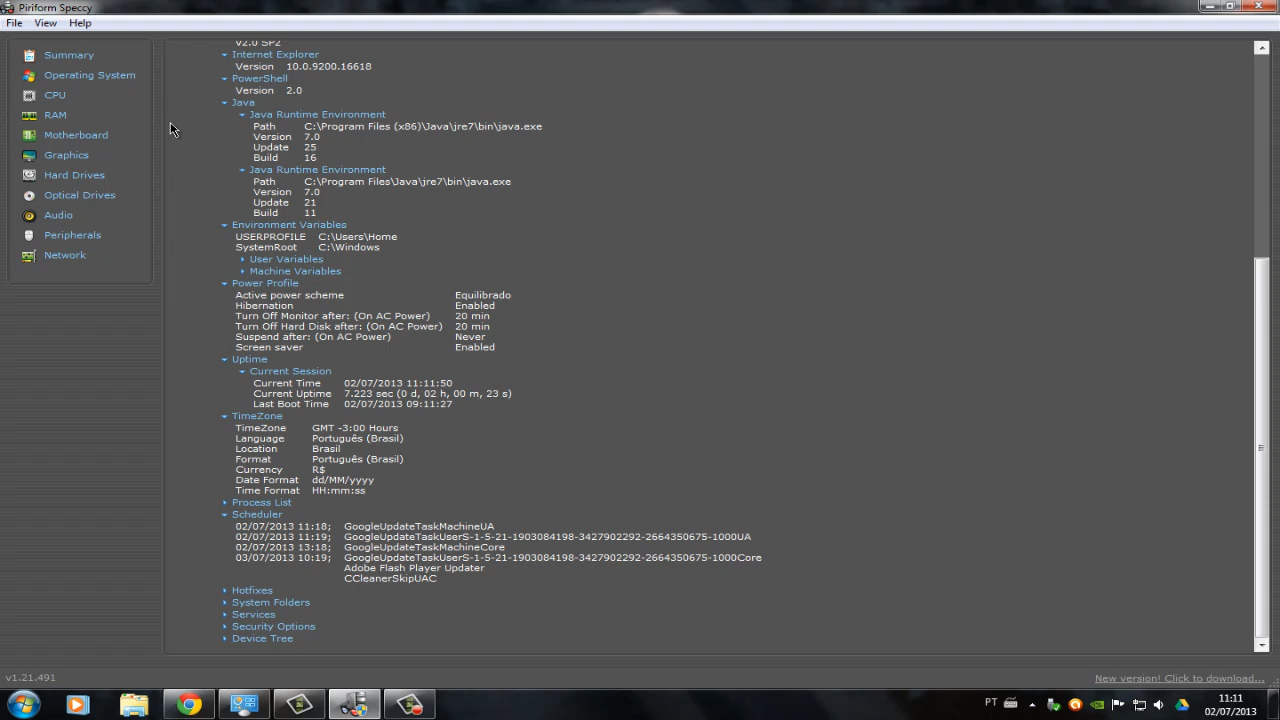 Piriform Speccy
File View Help
Summary
Operating System
CPU
RAM
Motherboard
Graphics
Hard Drives
Optical Drives
Audio
Peripherals
Network
v2.0 SP2
Internet Explorer
Version 10.0.9200.16618
PowerShell
Version 2.0
Java
Java Runtime Environment
Path C:\Program Files (x86)\Java\jre7\bin\java.exe
Version 7.0
Update 25
Build 16
Java Runtime Environment
Path C:\Program Files\Java\jre7\bin\java.exe
Version 7.0
Update 21
Build 11
Environment Variables
USERPROFILE C:\Users\Home
SystemRoot C:\Windows
User Variables
Machine Variables
Power Profile
Active power scheme Equilibrado
Hibernation Enabled
Turn Off Monitor after: (On AC Power) 20 min
Turn Off Hard Disk after: (On AC Power) 20 min
Suspend after: (On AC Power) Never
Screen saver Enabled
Uptime
Current Session
Current Time 02/07/2013 11:11:50
Current Uptime 7.223 sec (0 d, 02 h, 00 m, 23 s)
Last Boot Time 02/07/2013 09:11:27
TimeZone
TimeZone GMT -3:00 Hours
Language Português (Brasil)
Location Brasil
Format Português (Brasil)
Currency R$
Date Format dd/MM/yyyy
Time Format HH:mm:ss
Process List
Scheduler
02/07/2013 11:18; GoogleUpdateTaskMachineUA
02/07/2013 11:19; GoogleUpdateTaskUserS-1-5-21-1903084198-3427902292-2664350675-1000UA
02/07/2013 13:18; GoogleUpdateTaskMachineCore
03/07/2013 10:19; GoogleUpdateTaskUserS-1-5-21-1903084198-3427902292-2664350675-1000Core
Adobe Flash Player Updater
CCleanerSkipUAC
Hotfixes
System Folders
Services
Security Options
Device Tree
v1.21.491
New version! Click to download...
PT
11:11
02/07/2013